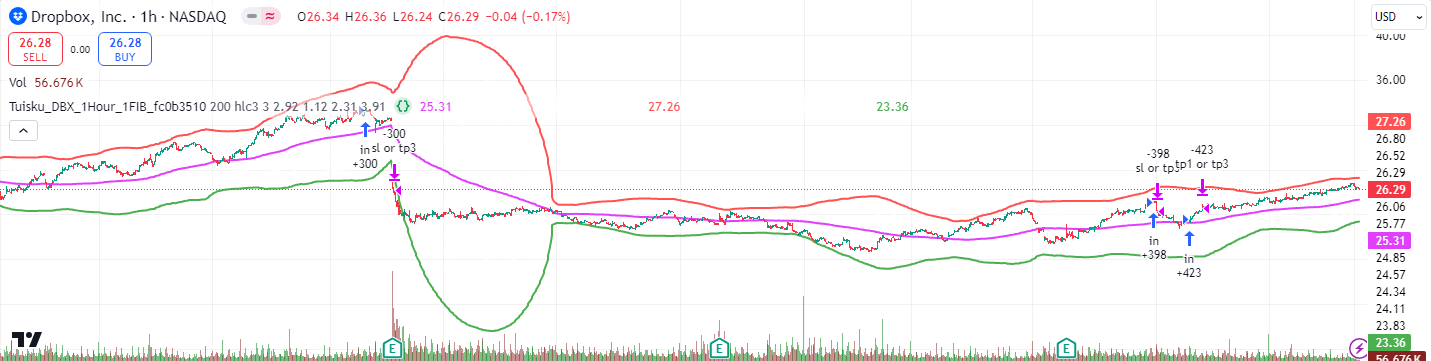 Dropbox, Inc. · 1h · NASDAQ O26.34 H26.36 L26.24 C26.29 −0.04 (−0.17%)
USD
26.28
SELL
0.00
26.28
BUY
Vol 56.676 K
Tuisku_DBX_1Hour_1FIB_fc0b3510 200 hlc3 3 2.92 1.12 2.31 3.91 {} 25.31 27.26 23.36
-300
in sl or tp3
+300
-398
sl or tp3
in
+398
-423
tp1 or tp3
in
+423
40.00
36.00
27.26
26.80
26.52
26.29
26.29
26.06
25.77
25.31
24.85
24.57
24.34
24.11
23.83
23.36
56.676 K
E
E
E